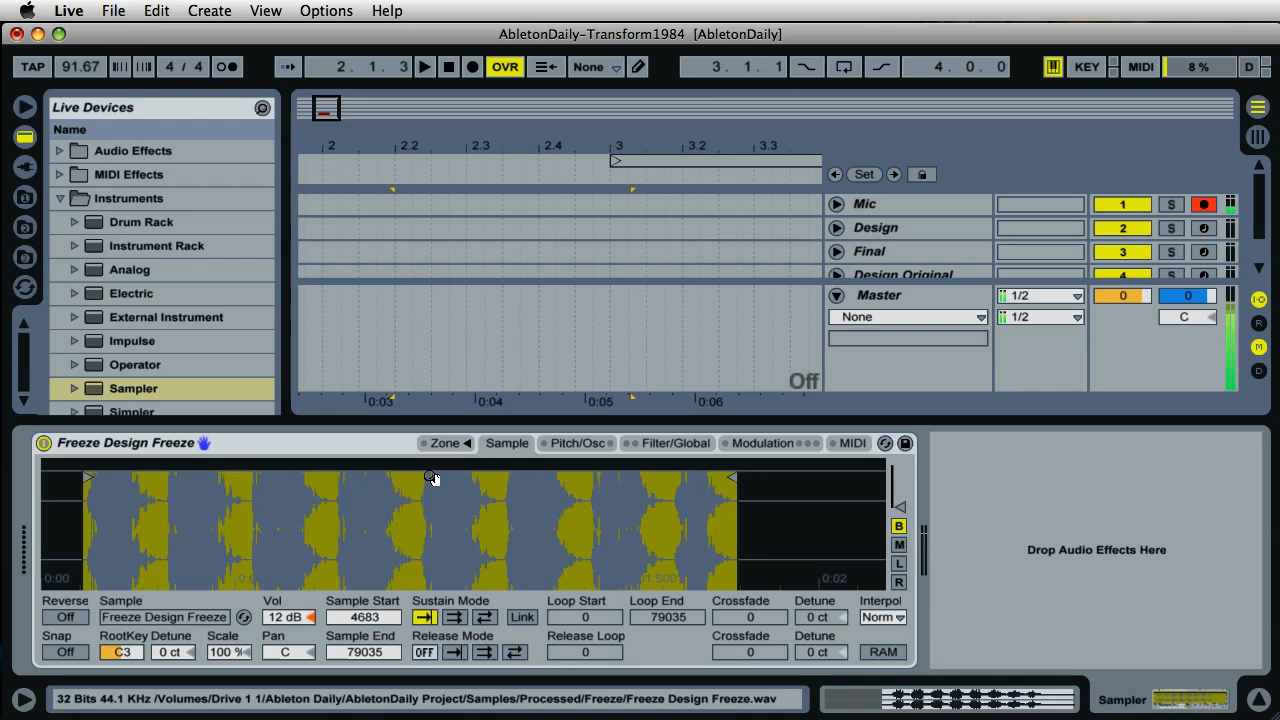 Live File Edit Create View Options Help
AbletonDaily-Transform1984 [AbletonDaily]
TAP 91.67 4 / 4 2. 1. 3 OVR None 3. 1. 1 4. 0. 0 KEY MIDI 8 % D
Live Devices
Name
Audio Effects
MIDI Effects
Instruments
Drum Rack
Instrument Rack
Analog
Electric
External Instrument
Impulse
Operator
Sampler
Simpler
2 2.2 2.3 2.4 3 3.2 3.3
Set
Mic 1 S
Design 2 S
Final 3 S
Design Original 4 S
Master 1/2 0 0
None 1/2 C
Off
0:03 0:04 0:05 0:06
I-O
R
M
D
Freeze Design Freeze Zone Sample Pitch/Osc Filter/Global Modulation MIDI
B
M
L
R
0:00 01:500 0:02
Drop Audio Effects Here
Reverse Sample Vol Sample Start Sustain Mode Loop Start Loop End Crossfade Detune Interpol
Off Freeze Design Freeze 12 dB 4683 Link 0 79035 0 0 ct Norm
Snap RootKey Detune Scale Pan Sample End Release Mode Release Loop Crossfade Detune
Off C3 0 ct 100 % C 79035 OFF 0 0 0 ct RAM
32 Bits 44.1 KHz /Volumes/Drive 1 1/Ableton Daily/AbletonDaily Project/Samples/Processed/Freeze/Freeze Design Freeze.wav
Sampler